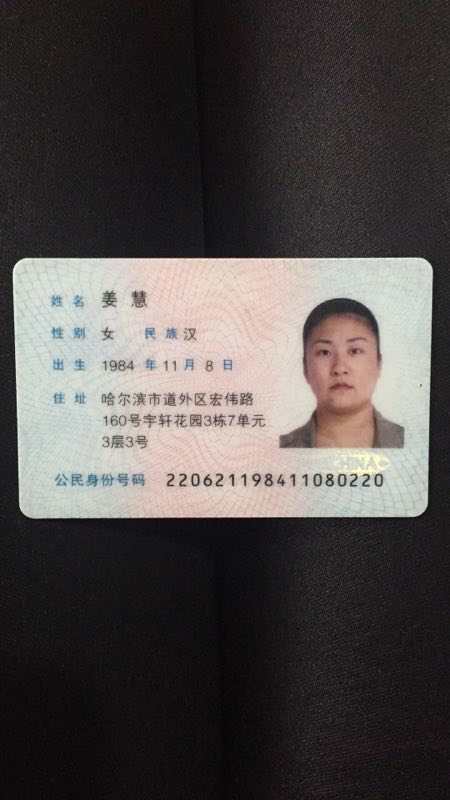 姓名 姜慧
性别 女 民族 汉
出生 1984 年 11 月 8 日
住址 哈尔滨市道外区宏伟路
160号宇轩花园3栋7单元
3层3号
公民身份号码 220621198411080220